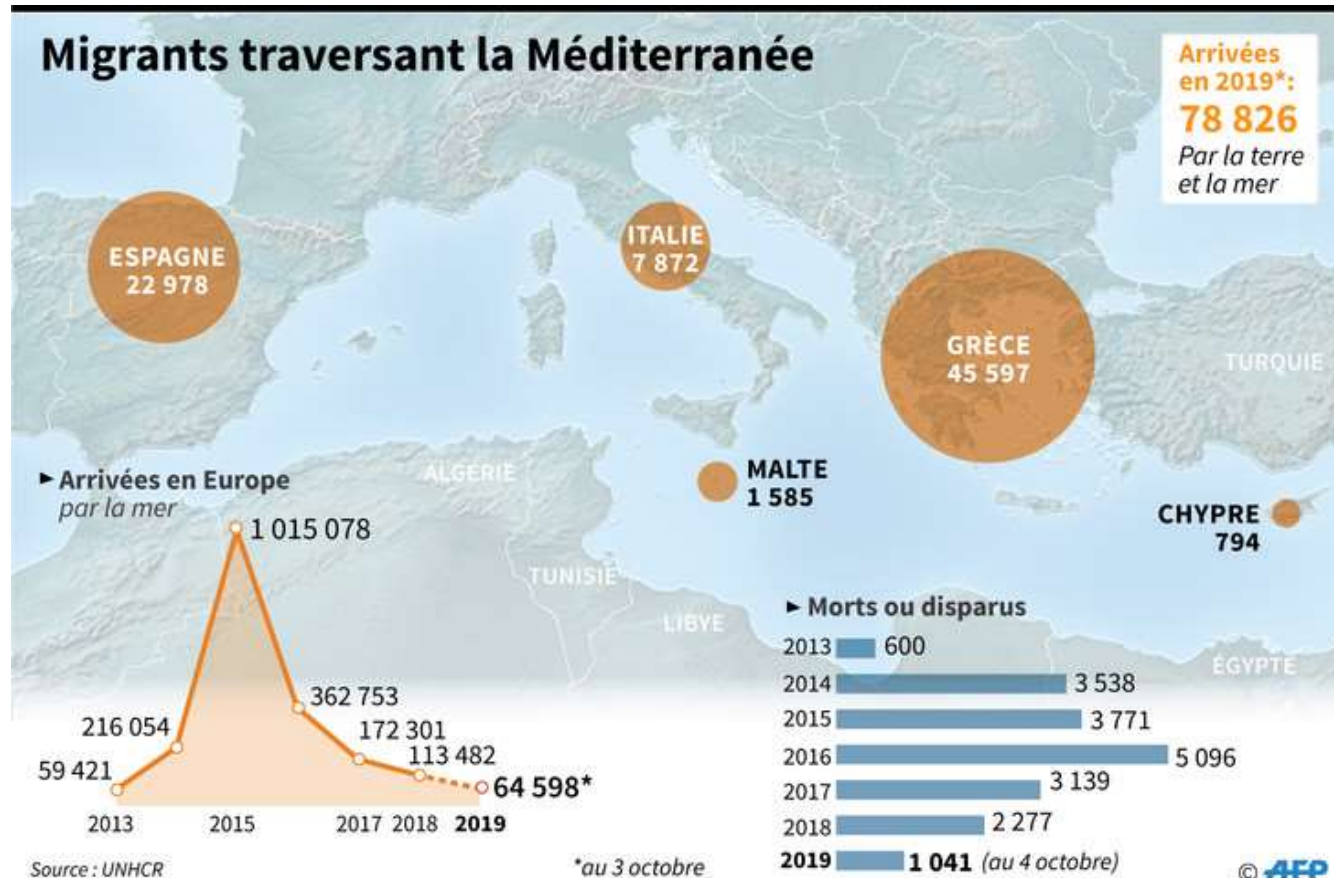 Migrants traversant la Méditerranée
Arrivées
en 2019*:
78 826
Par la terre
et la mer
ESPAGNE
22 978
ITALIE
7 872
GRÈCE
45 597
TURQUIE
MALTE
1 585
CHYPRE
794
ALGÉRIE
TUNISIE
LIBYE
ÉGYPTE
► Arrivées en Europe
par la mer
1 015 078
362 753
216 054
172 301
113 482
59 421
64 598*
2013 2015 2017 2018 2019
► Morts ou disparus
2013 600
2014 3 538
2015 3 771
2016 5 096
2017 3 139
2018 2 277
2019 1 041 (au 4 octobre)
Source : UNHCR
*au 3 octobre
© AFP